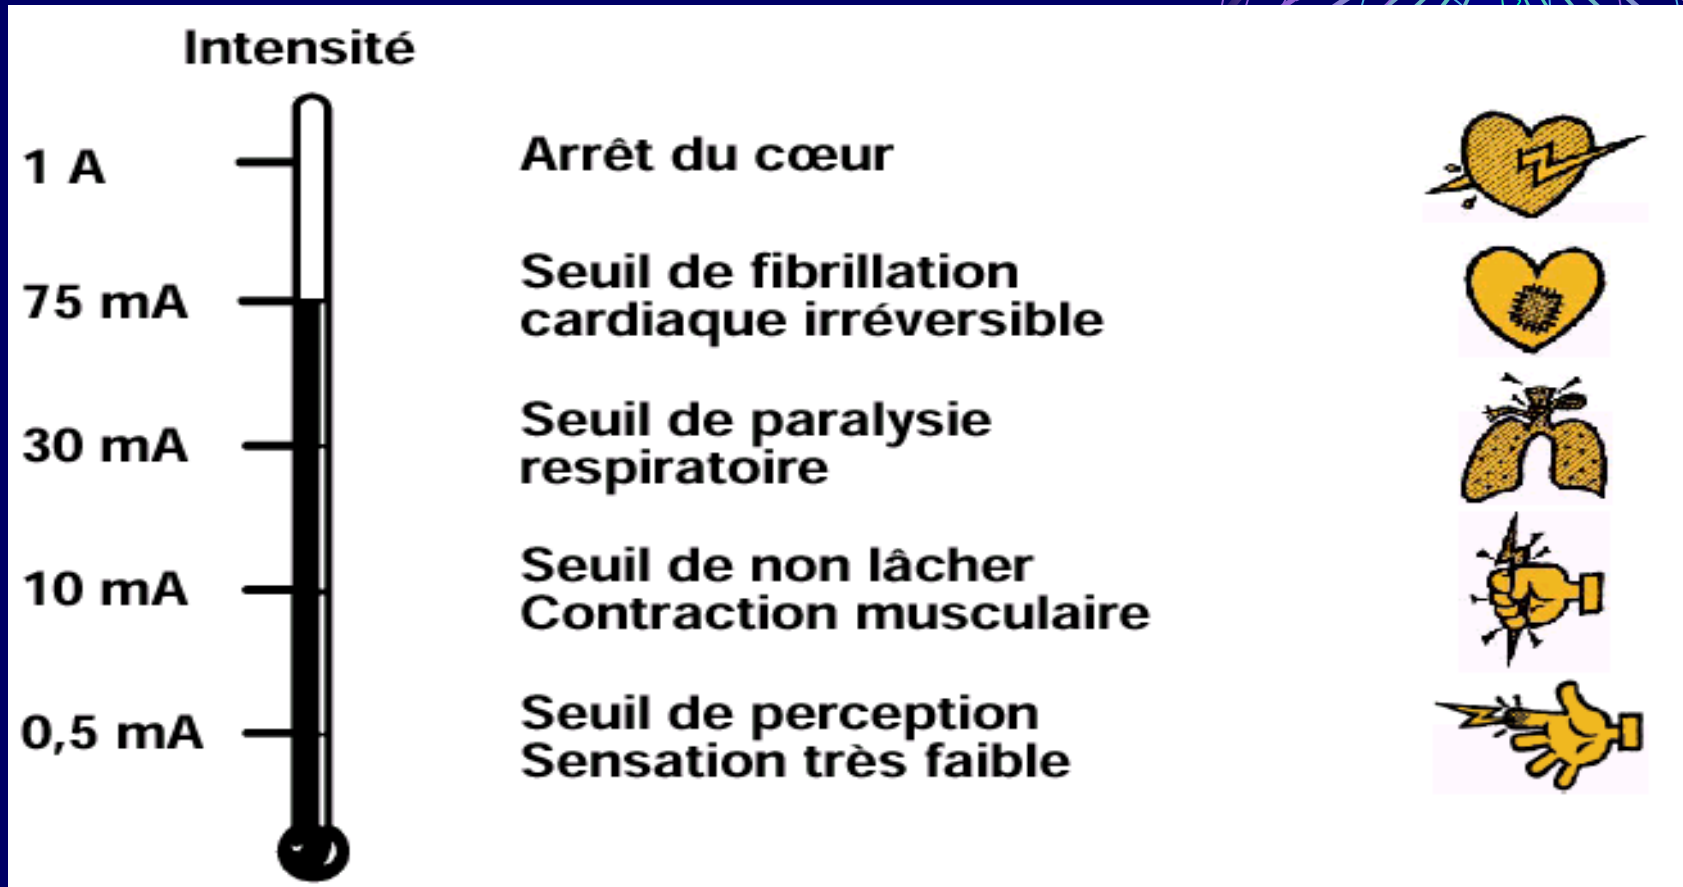 Intensité
1 A
Arrêt du cœur
75 mA
Seuil de fibrillation
cardiaque irréversible
30 mA
Seuil de paralysie
respiratoire
10 mA
Seuil de non lâcher
Contraction musculaire
0,5 mA
Seuil de perception
Sensation très faible